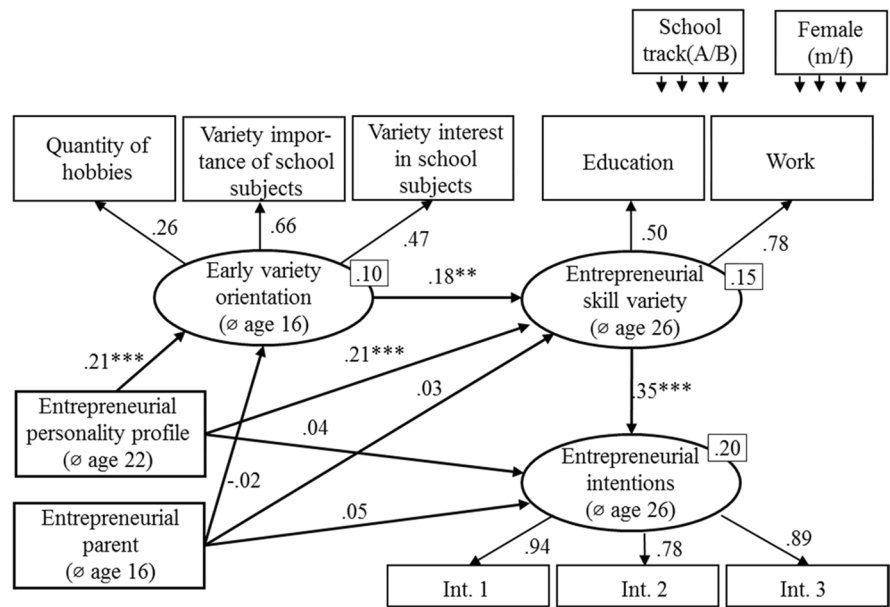 School
track(A/B)
Female
(m/f)
Quantity of
hobbies
Variety impor-
tance of school
subjects
Variety interest
in school
subjects
Education
Work
.26
.66
.47
.50
.78
Early variety
orientation
(⌀ age 16)
.10
.18**
Entrepreneurial
skill variety
(⌀ age 26)
.15
.21***
.21***
.03
.35***
Entrepreneurial
personality profile
(⌀ age 22)
.04
-.02
Entrepreneurial
intentions
(⌀ age 26)
.20
Entrepreneurial
parent
(⌀ age 16)
.05
.94
.78
.89
Int. 1
Int. 2
Int. 3